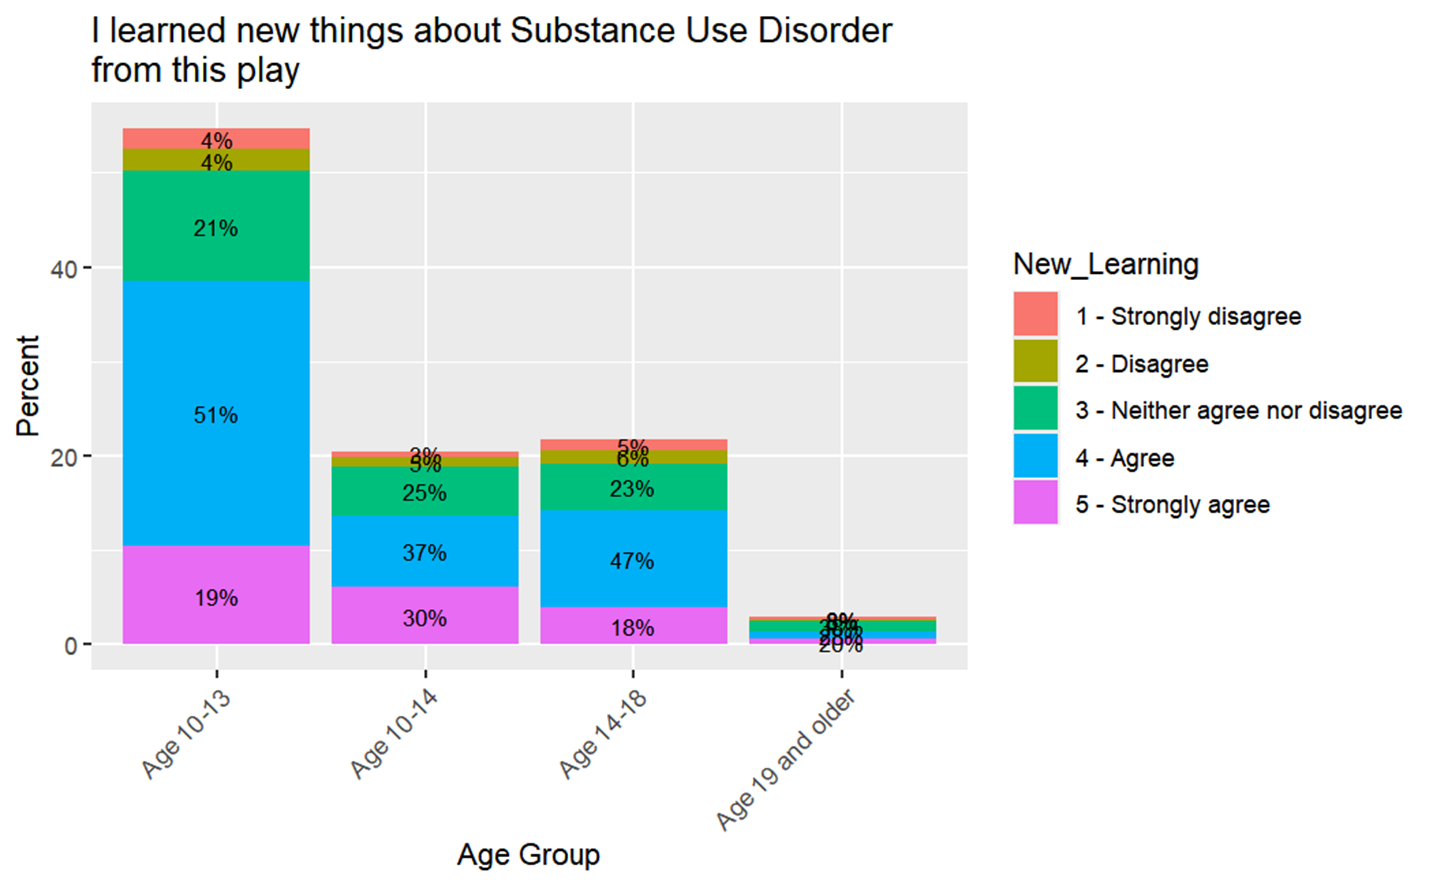 I learned new things about Substance Use Disorder
from this play
Percent
40
20
0
4%
4%
21%
51%
19%
3%
5%
25%
37%
30%
5%
6%
23%
47%
18%
20%
Age 10-13
Age 10-14
Age 14-18
Age 19 and older
Age Group
New_Learning
1 - Strongly disagree
2 - Disagree
3 - Neither agree nor disagree
4 - Agree
5 - Strongly agree